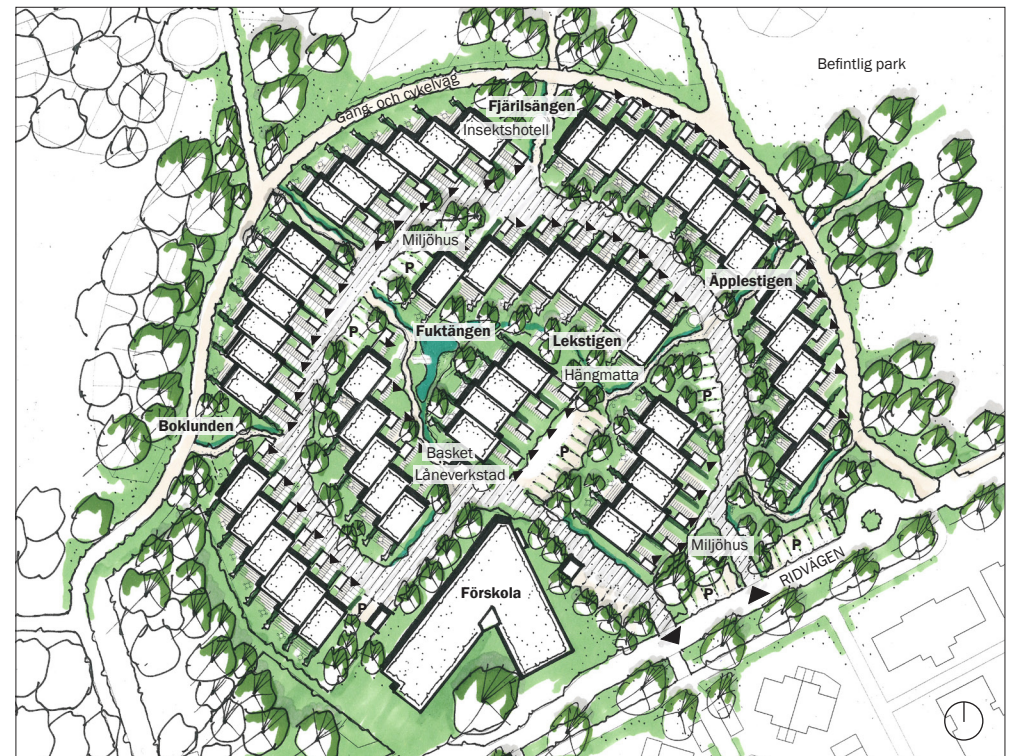 Befintlig park
Gång- och cykelväg
Fjärilsängen
Insektshotell
Miljöhus
P
Äpplestigen
Fuktängen
P
Lekstigen
Hängmatta
P
Boklunden
Basket
P
Låneverkstad
Miljöhus
P
RIDVÄGEN
Förskola
P
P